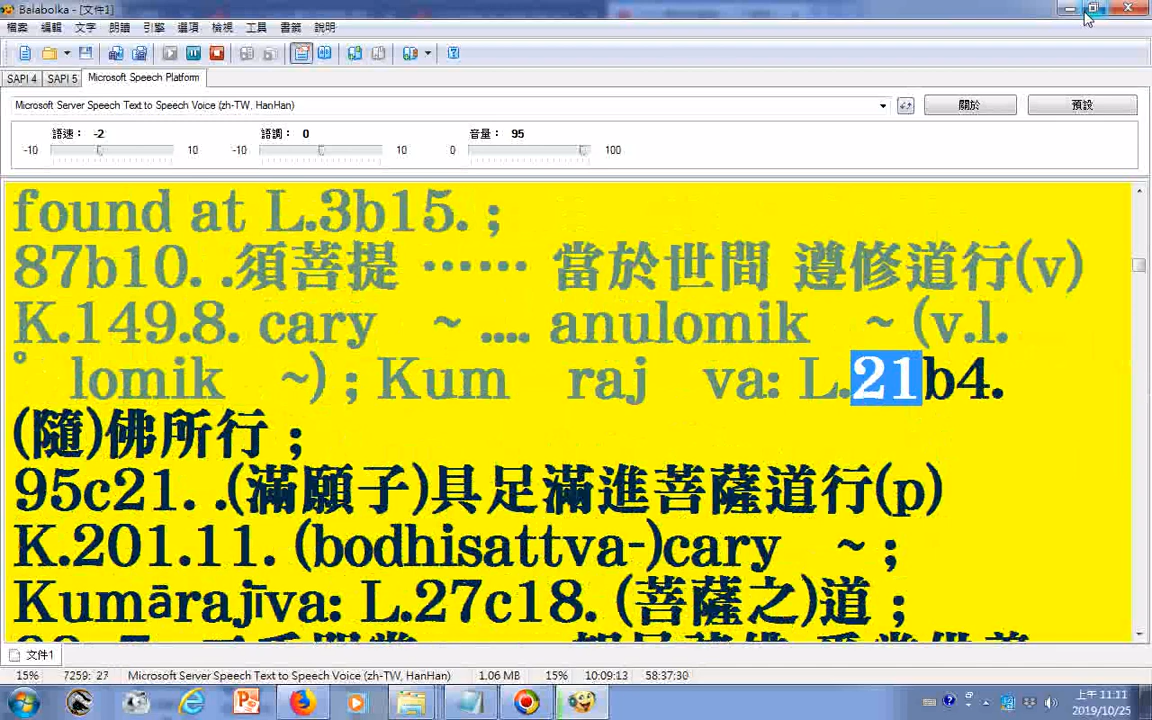 Balabolka - [文件1]
檔案 編輯 文字 朗讀 引擎 選項 檢視 工具 書籤 說明
SAPI 4 SAPI 5 Microsoft Speech Platform
Microsoft Server Speech Text to Speech Voice (zh-TW, HanHan) 關於 預設
語速： -2 語調： 0 音量： 95
-10 10 -10 10 0 100
found at L.3b15. ;
87b10. .須菩提 ⋯⋯ 當於世間 遵修道行(v)
K.149.8. cary ~ .... anulomik ~ (v.l.
° lomik ~) ; Kum raj va: L.21b4.
(隨)佛所行 ;
95c21. .(滿願子)具足滿進菩薩道行(p)
K.201.11. (bodhisattva-)cary ~ ;
Kumārajīva: L.27c18. (菩薩之)道 ;
文件1
15% 7259: 27 Microsoft Server Speech Text to Speech Voice (zh-TW, HanHan) 1.06 MB 15% 10:09:13 58:37:30
上午 11:11
2019/10/25